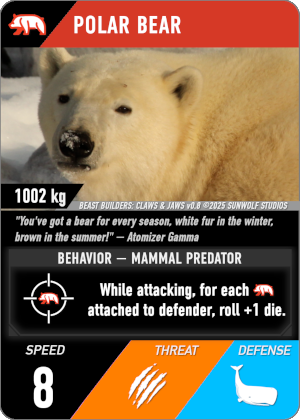 POLAR BEAR
1002 kg
BEAST BUILDERS: CLAWS & JAWS v0.8 ©2025 SUNWOLF STUDIOS
"You've got a bear for every season, white fur in the winter,
brown in the summer!" — Atomizer Gamma
BEHAVIOR — MAMMAL PREDATOR
While attacking, for each
attached to defender, roll +1 die.
SPEED
THREAT
DEFENSE
8